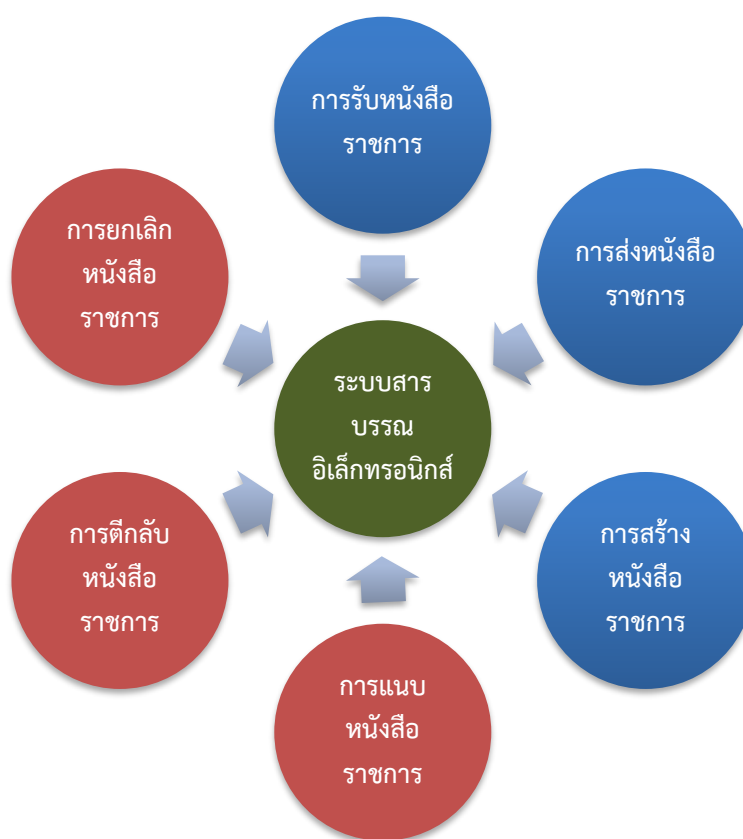 การรับหนังสือ
ราชการ
การส่งหนังสือ
ราชการ
การสร้าง
หนังสือ
ราชการ
การแนบ
หนังสือ
ราชการ
การตีกลับ
หนังสือ
ราชการ
การยกเลิก
หนังสือ
ราชการ
ระบบสาร
บรรณ
อิเล็กทรอนิกส์